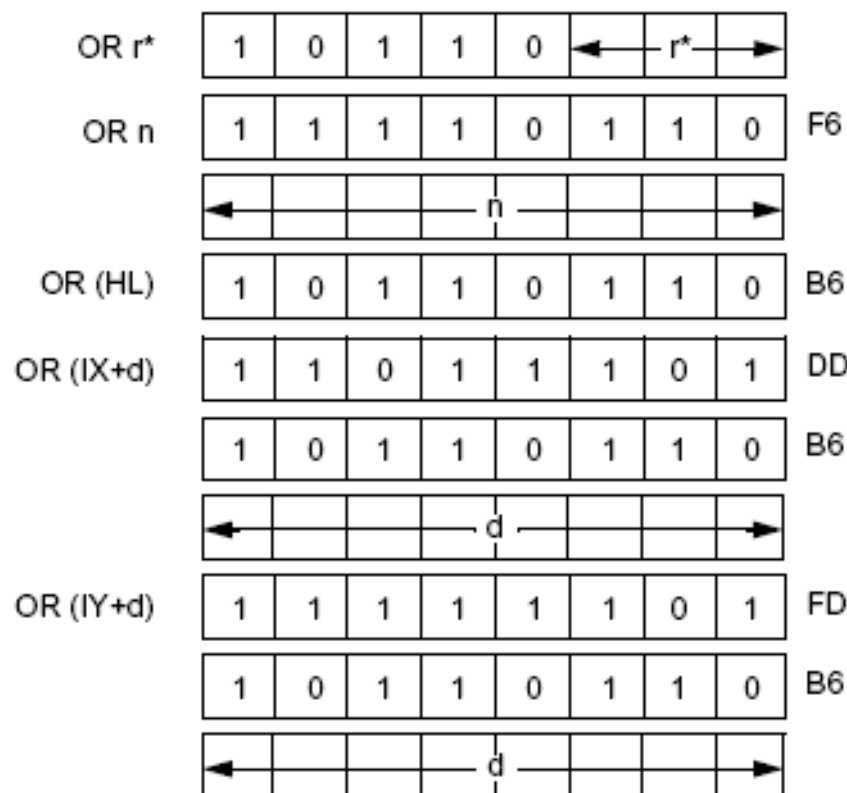 OR r* 1 0 1 1 0 r*
OR n 1 1 1 1 0 1 1 0 F6
n
OR (HL) 1 0 1 1 0 1 1 0 B6
OR (IX+d) 1 1 0 1 1 1 0 1 DD
1 0 1 1 0 1 1 0 B6
d
OR (IY+d) 1 1 1 1 1 1 0 1 FD
1 0 1 1 0 1 1 0 B6
d